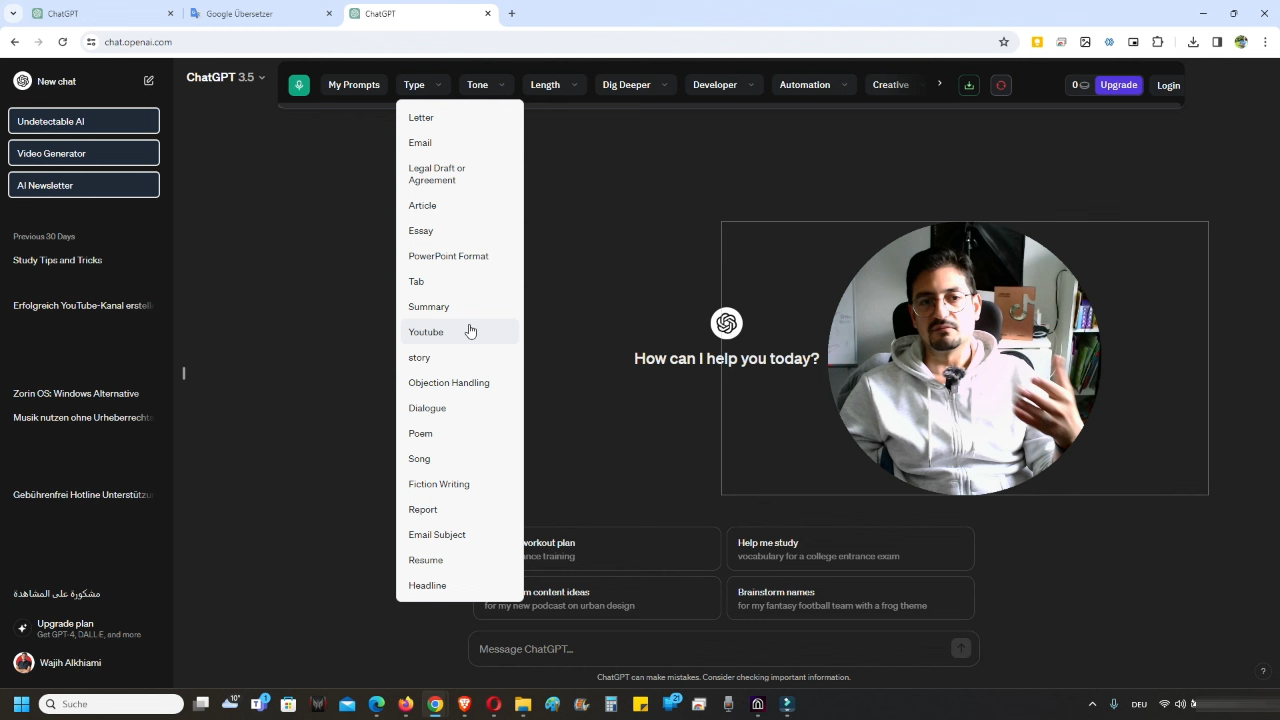 ChatGPT
Google Übersetzer
ChatGPT
chat.openai.com
New chat
ChatGPT 3.5
My Prompts
Type
Tone
Length
Dig Deeper
Developer
Automation
Creative
0
Upgrade
Login
Undetectable AI
Video Generator
AI Newsletter
Previous 30 Days
Study Tips and Tricks
Erfolgreich YouTube-Kanal erstell
Zorin OS: Windows Alternative
Musik nutzen ohne Urheberrechts
Gebührenfrei Hotline Unterstützu
مشكورة على المشاهدة
Upgrade plan
Get GPT-4, DALL·E, and more
Wajih Alkhiami
Letter
Email
Legal Draft or
Agreement
Article
Essay
PowerPoint Format
Tab
Summary
Youtube
story
Objection Handling
Dialogue
Poem
Song
Fiction Writing
Report
Email Subject
Resume
Headline
How can I help you today?
workout plan
Help me study
vocabulary for a college entrance exam
content ideas
for my new podcast on urban design
Brainstorm names
for my fantasy football team with a frog theme
Message ChatGPT...
ChatGPT can make mistakes. Consider checking important information.
?
Suche
10°
1
21
DEU